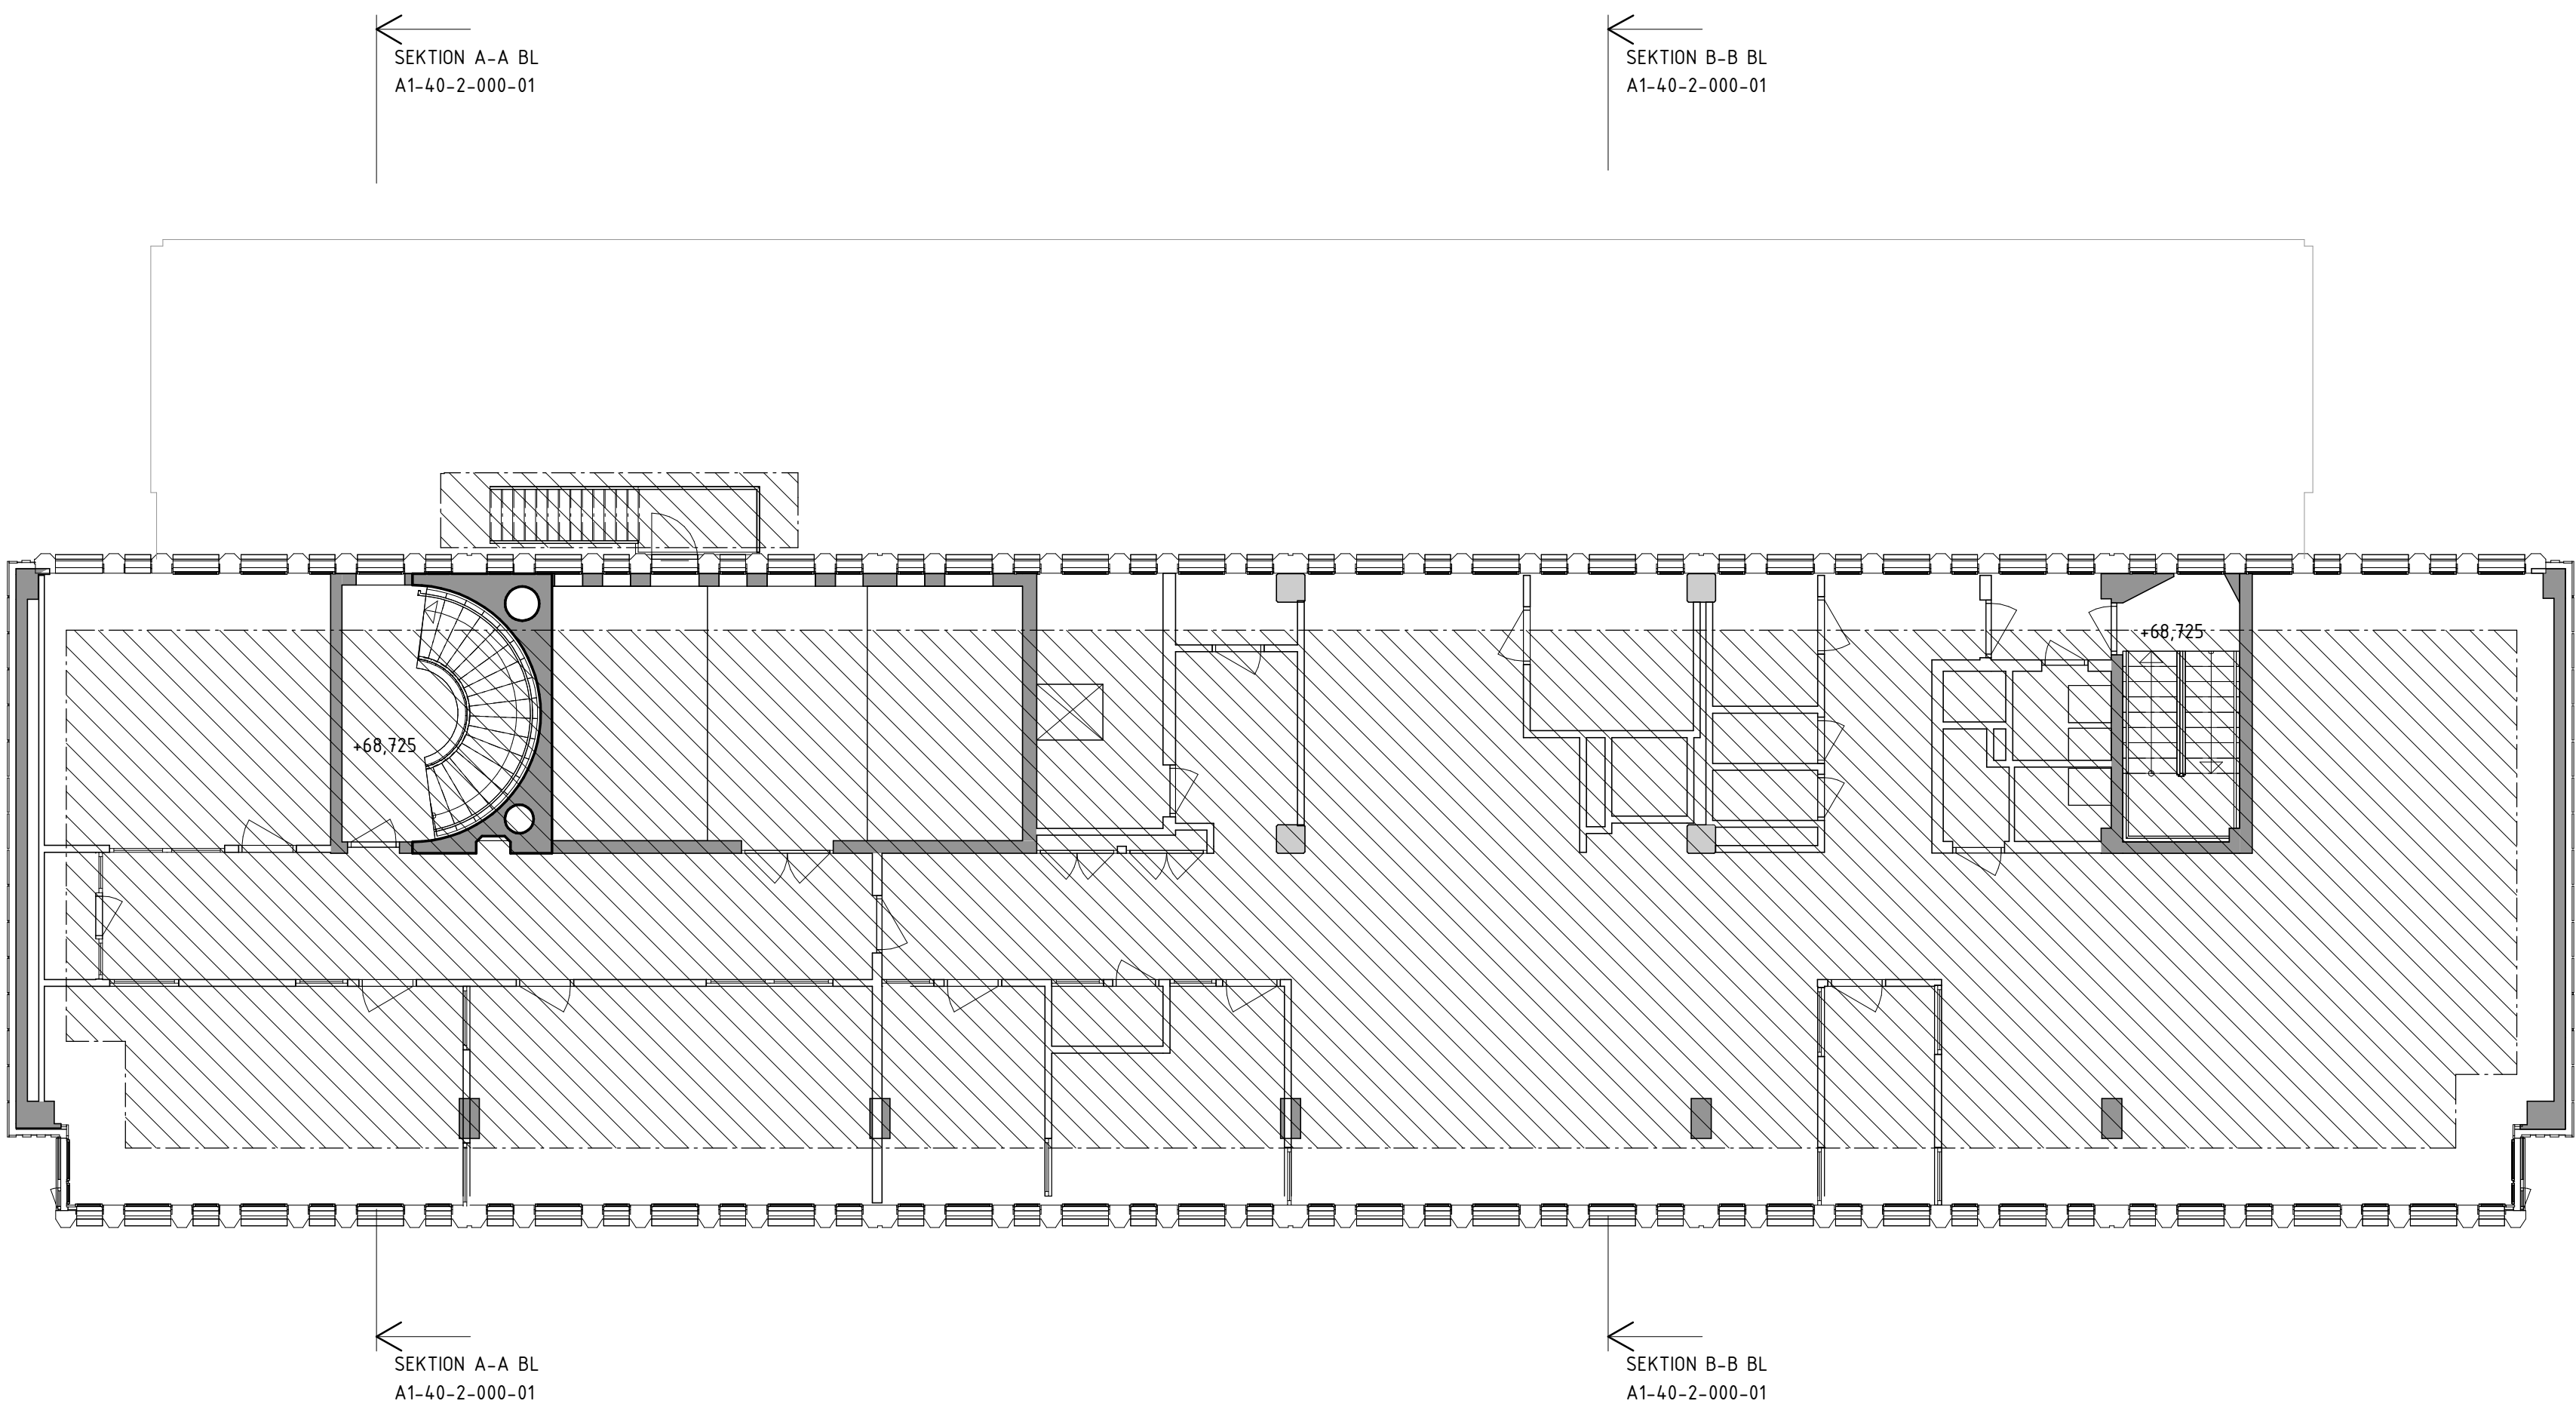 SEKTION A-A BL
A1-40-2-000-01
SEKTION B-B BL
A1-40-2-000-01
+68,725
+68,725
SEKTION A-A BL
A1-40-2-000-01
SEKTION B-B BL
A1-40-2-000-01